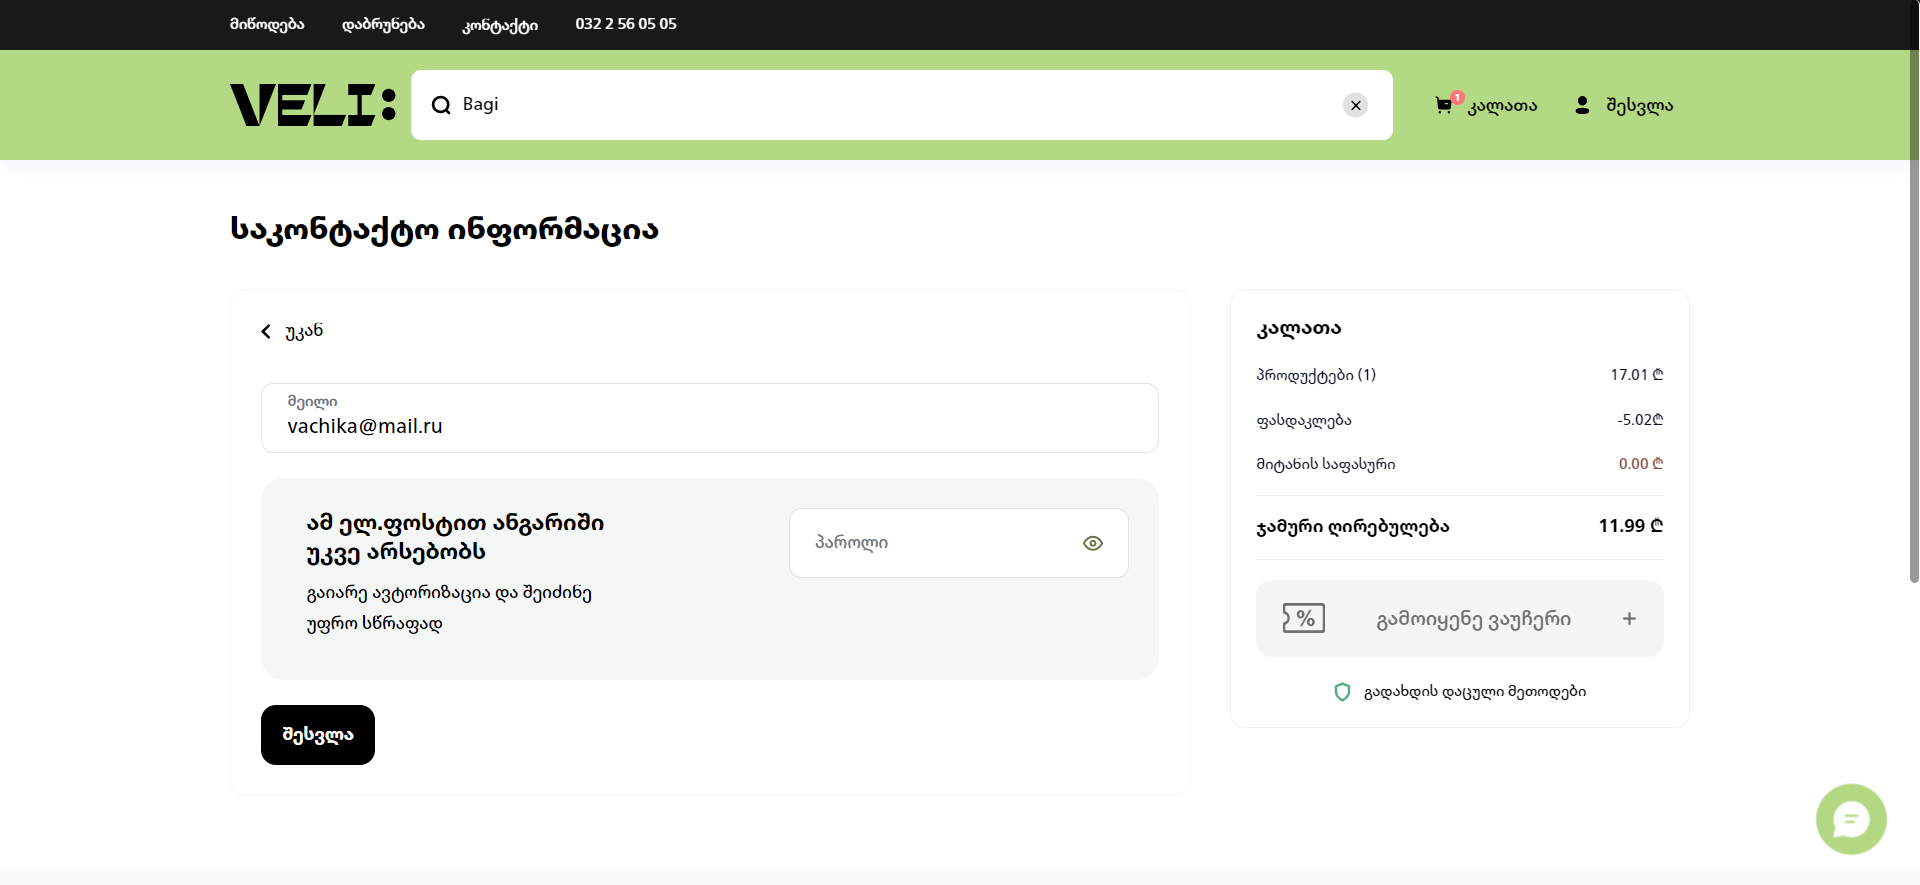 მიწოდება
დაბრუნება
კონტაქტი
032 2 56 05 05
VELI:
Bagi
1
კალათა
შესვლა
საკონტაქტო ინფორმაცია
უკან
მეილი
vachika@mail.ru
ამ ელ.ფოსტით ანგარიში
უკვე არსებობს
გაიარე ავტორიზაცია და შეიძინე
უფრო სწრაფად
პაროლი
შესვლა
კალათა
პროდუქტები (1) 17.01 ₾
ფასდაკლება -5.02₾
მიტანის საფასური 0.00 ₾
ჯამური ღირებულება 11.99 ₾
% გამოიყენე ვაუჩერი +
გადახდის დაცული მეთოდები